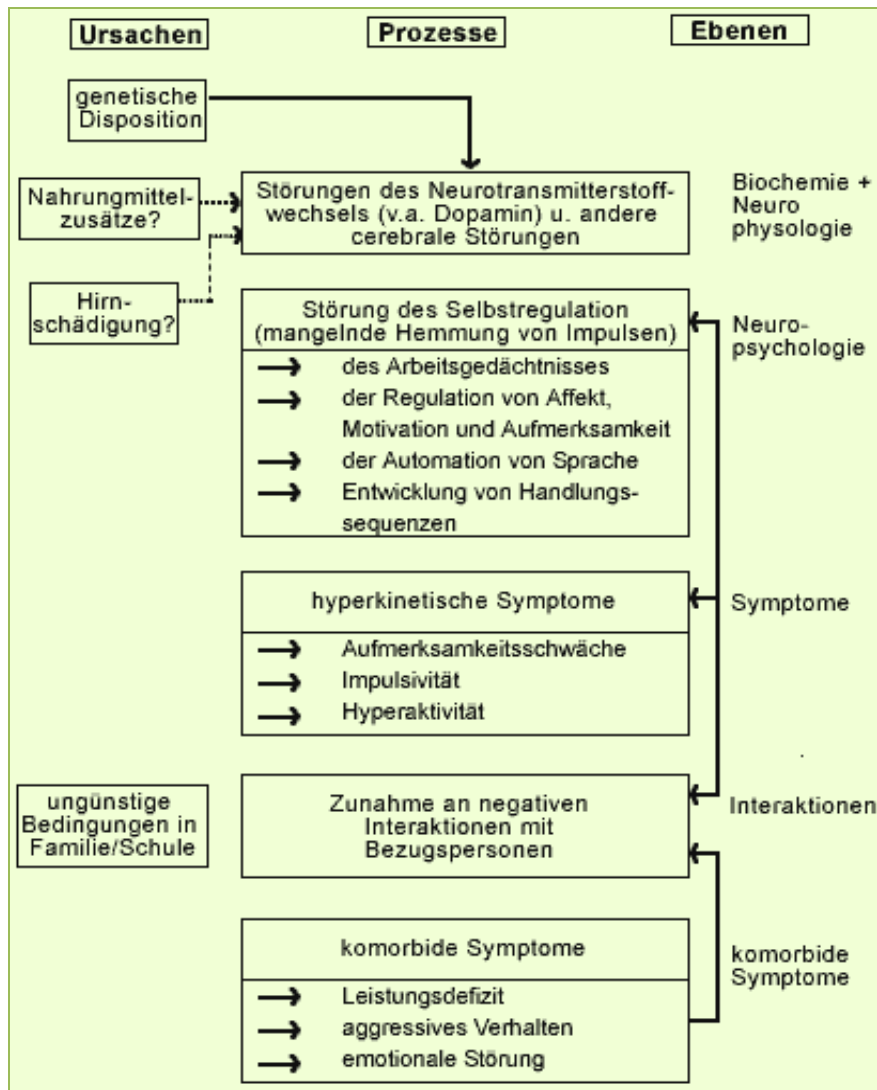 Ursachen
Prozesse
Ebenen
genetische
Disposition
Nahrungmittel-
zusätze?
Störungen des Neurotransmitterstoff-
wechsels (v.a. Dopamin) u. andere
cerebrale Störungen
Biochemie +
Neuro
physologie
Hirn-
schädigung?
Störung des Selbstregulation
(mangelnde Hemmung von Impulsen)
Neuro-
psychologie
des Arbeitsgedächtnisses
der Regulation von Affekt,
Motivation und Aufmerksamkeit
der Automation von Sprache
Entwicklung von Handlungs-
sequenzen
hyperkinetische Symptome
Symptome
Aufmerksamkeitsschwäche
Impulsivität
Hyperaktivität
ungünstige
Bedingungen in
Familie/Schule
Zunahme an negativen
Interaktionen mit
Bezugspersonen
Interaktionen
komorbide Symptome
komorbide
Symptome
Leistungsdefizit
aggressives Verhalten
emotionale Störung